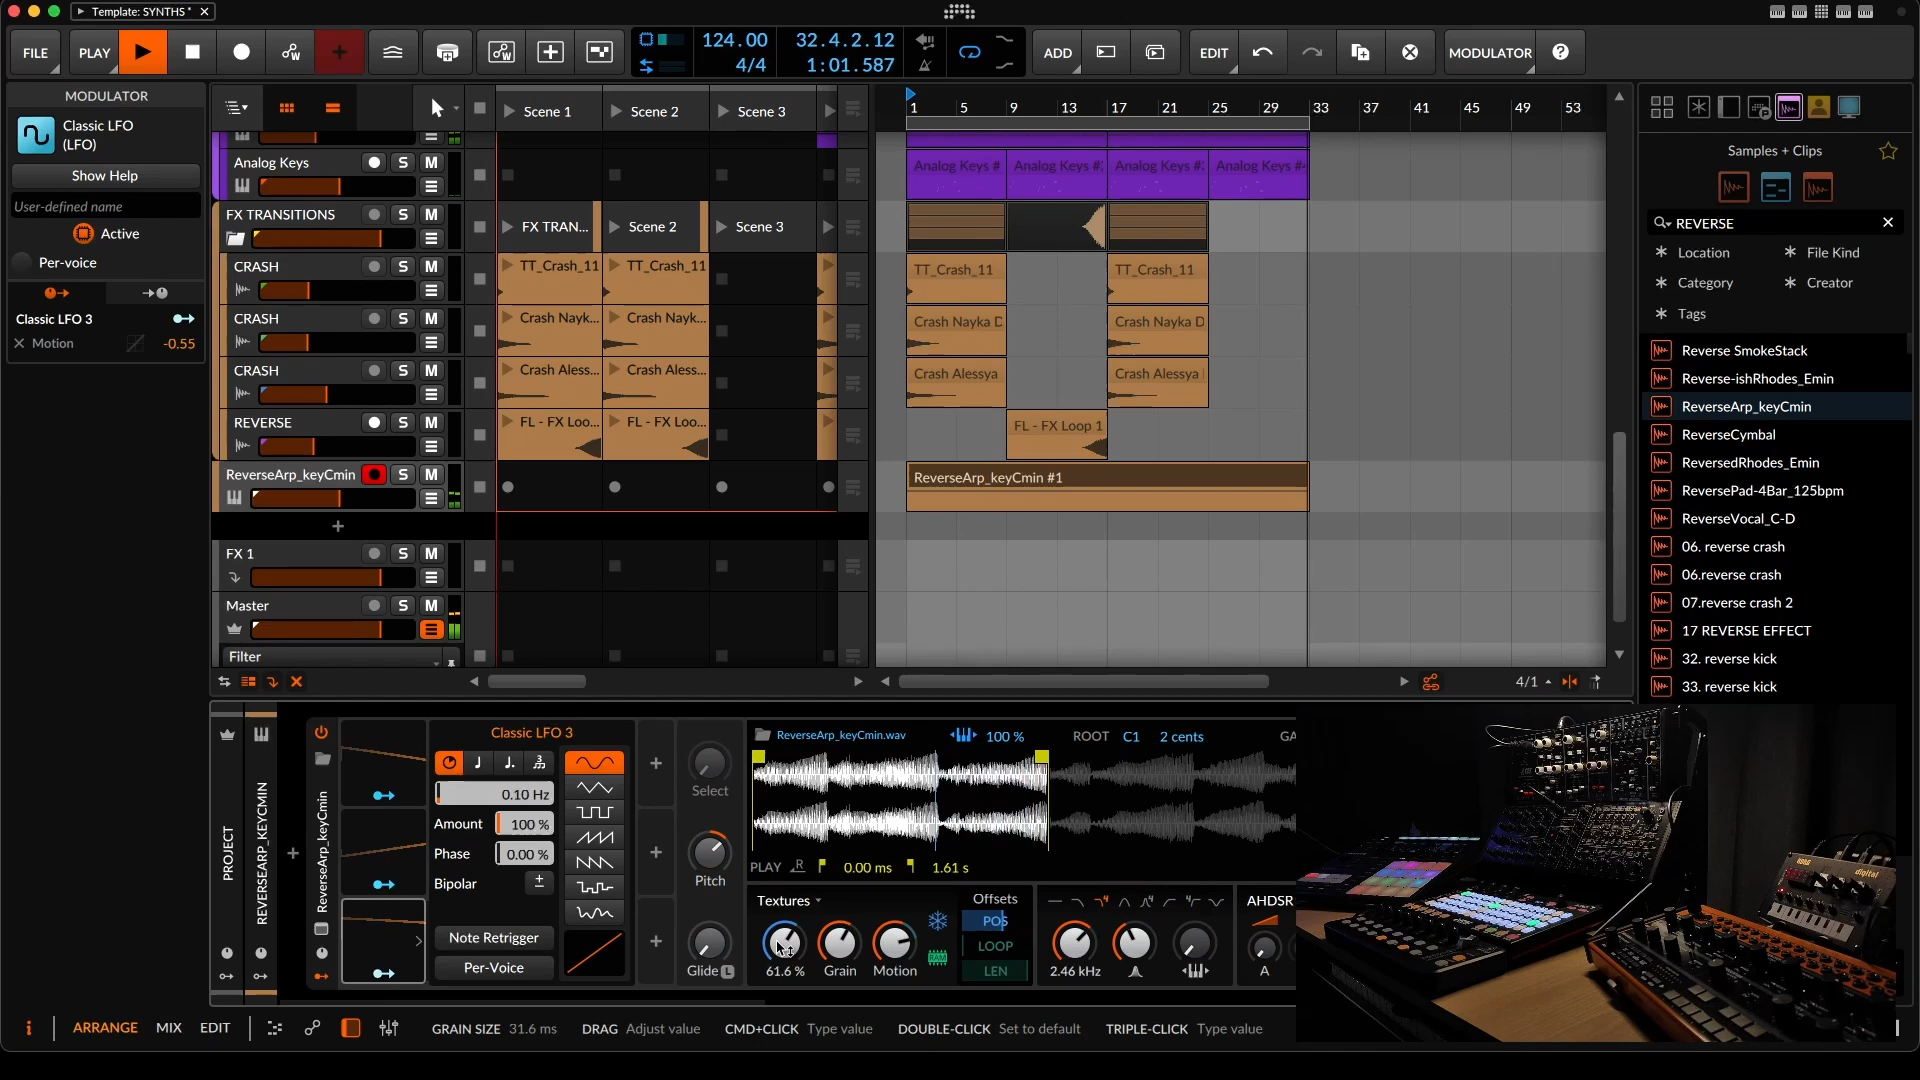 Template: SYNTHS *
FILE
PLAY
124.00
4/4
32.4.2.12
1:01.587
ADD
EDIT
MODULATOR
MODULATOR
Classic LFO
(LFO)
Show Help
User-defined name
Active
Per-voice
Classic LFO 3
Motion
-0.55
Scene 1
Scene 2
Scene 3
Analog Keys
S
M
FX TRANSITIONS
S
M
FX TRAN...
Scene 2
Scene 3
CRASH
S
M
TT_Crash_11
TT_Crash_11
CRASH
S
M
Crash Nayk...
Crash Nayk...
CRASH
S
M
Crash Aless...
Crash Aless...
REVERSE
S
M
FL - FX Loo...
FL - FX Loo...
ReverseArp_keyCmin
S
M
FX 1
S
M
Master
S
M
Filter
1
5
9
13
17
21
25
29
33
37
41
45
49
53
Analog Keys #
Analog Keys #
Analog Keys #
Analog Keys #
TT_Crash_11
TT_Crash_11
Crash Nayka D
Crash Nayka D
Crash Alessya
Crash Alessya
FL - FX Loop 1
ReverseArp_keyCmin #1
4/1
Samples + Clips
REVERSE
Location
File Kind
Category
Creator
Tags
Reverse SmokeStack
Reverse-ishRhodes_Emin
ReverseArp_keyCmin
ReverseCymbal
ReversedRhodes_Emin
ReversePad-4Bar_125bpm
ReverseVocal_C-D
06. reverse crash
06.reverse crash
07.reverse crash 2
17 REVERSE EFFECT
32. reverse kick
33. reverse kick
PROJECT
REVERSEARP_KEYCMIN
ReverseArp_keyCmin
Classic LFO 3
0.10 Hz
Amount
100 %
Phase
0.00 %
Bipolar
Note Retrigger
Per-Voice
Select
Pitch
Glide
L
ReverseArp_keyCmin.wav
100 %
ROOT
C1
2 cents
GA
PLAY
R
0.00 ms
1.61 s
Textures
61.6 %
Grain
Motion
Offsets
POS
LOOP
LEN
2.46 kHz
AHDSR
A
ARRANGE
MIX
EDIT
GRAIN SIZE 31.6 ms
DRAG Adjust value
CMD+CLICK Type value
DOUBLE-CLICK Set to default
TRIPLE-CLICK Type value
digital